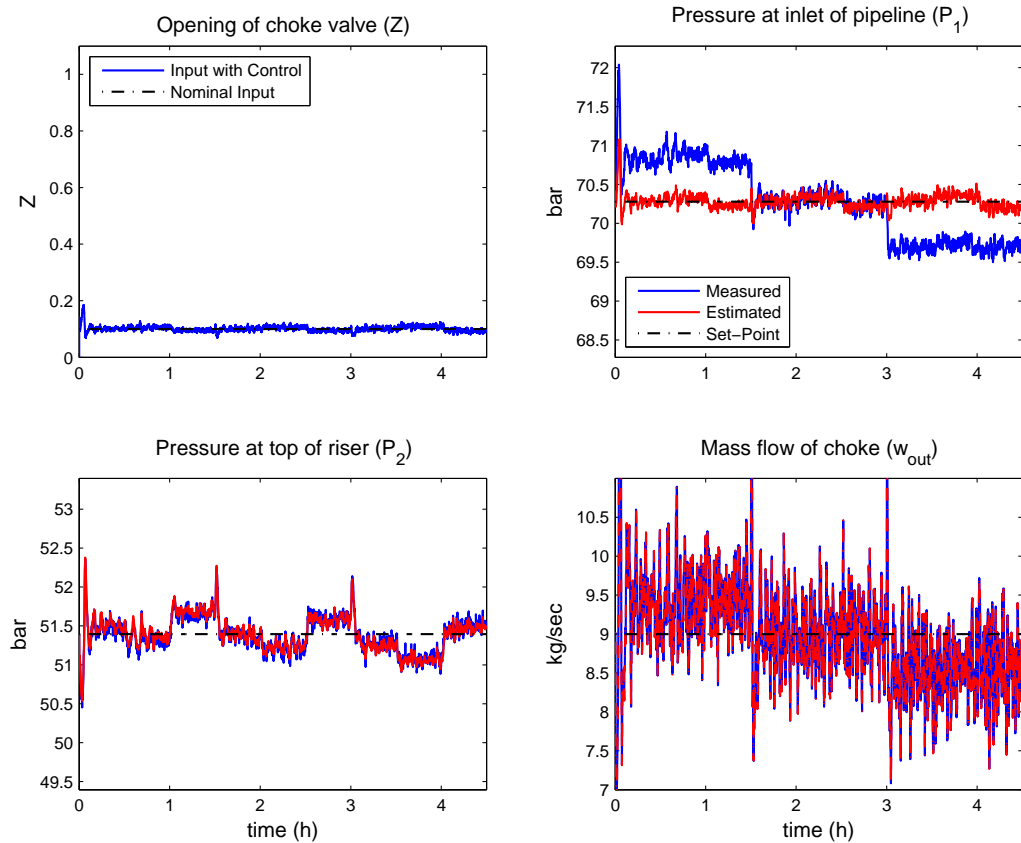 Opening of choke valve (Z)
1
0.8
0.6
0.4
0.2
0
Z
Input with Control
Nominal Input
0 1 2 3 4
Pressure at inlet of pipeline (P1)
72
71.5
71
70.5
70
69.5
69
68.5
bar
Measured
Estimated
Set−Point
0 1 2 3 4
Pressure at top of riser (P2)
53
52.5
52
51.5
51
50.5
50
49.5
bar
0 1 2 3 4
time (h)
Mass flow of choke (wout)
10.5
10
9.5
9
8.5
8
7.5
7
kg/sec
0 1 2 3 4
time (h)